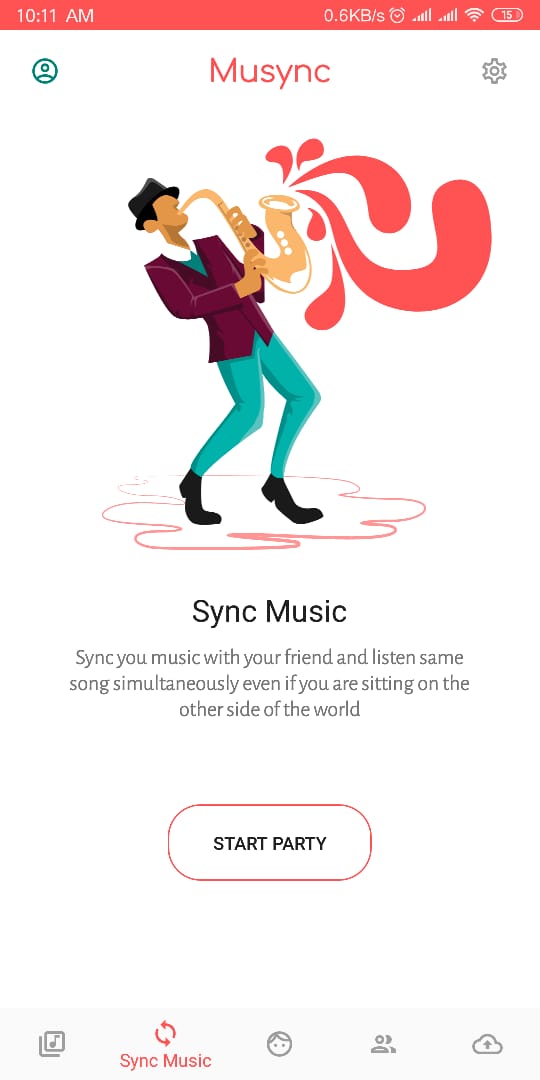 10:11 AM
0.6KB/s
15
Musync
Sync Music
Sync you music with your friend and listen same
song simultaneously even if you are sitting on the
other side of the world
START PARTY
Sync Music